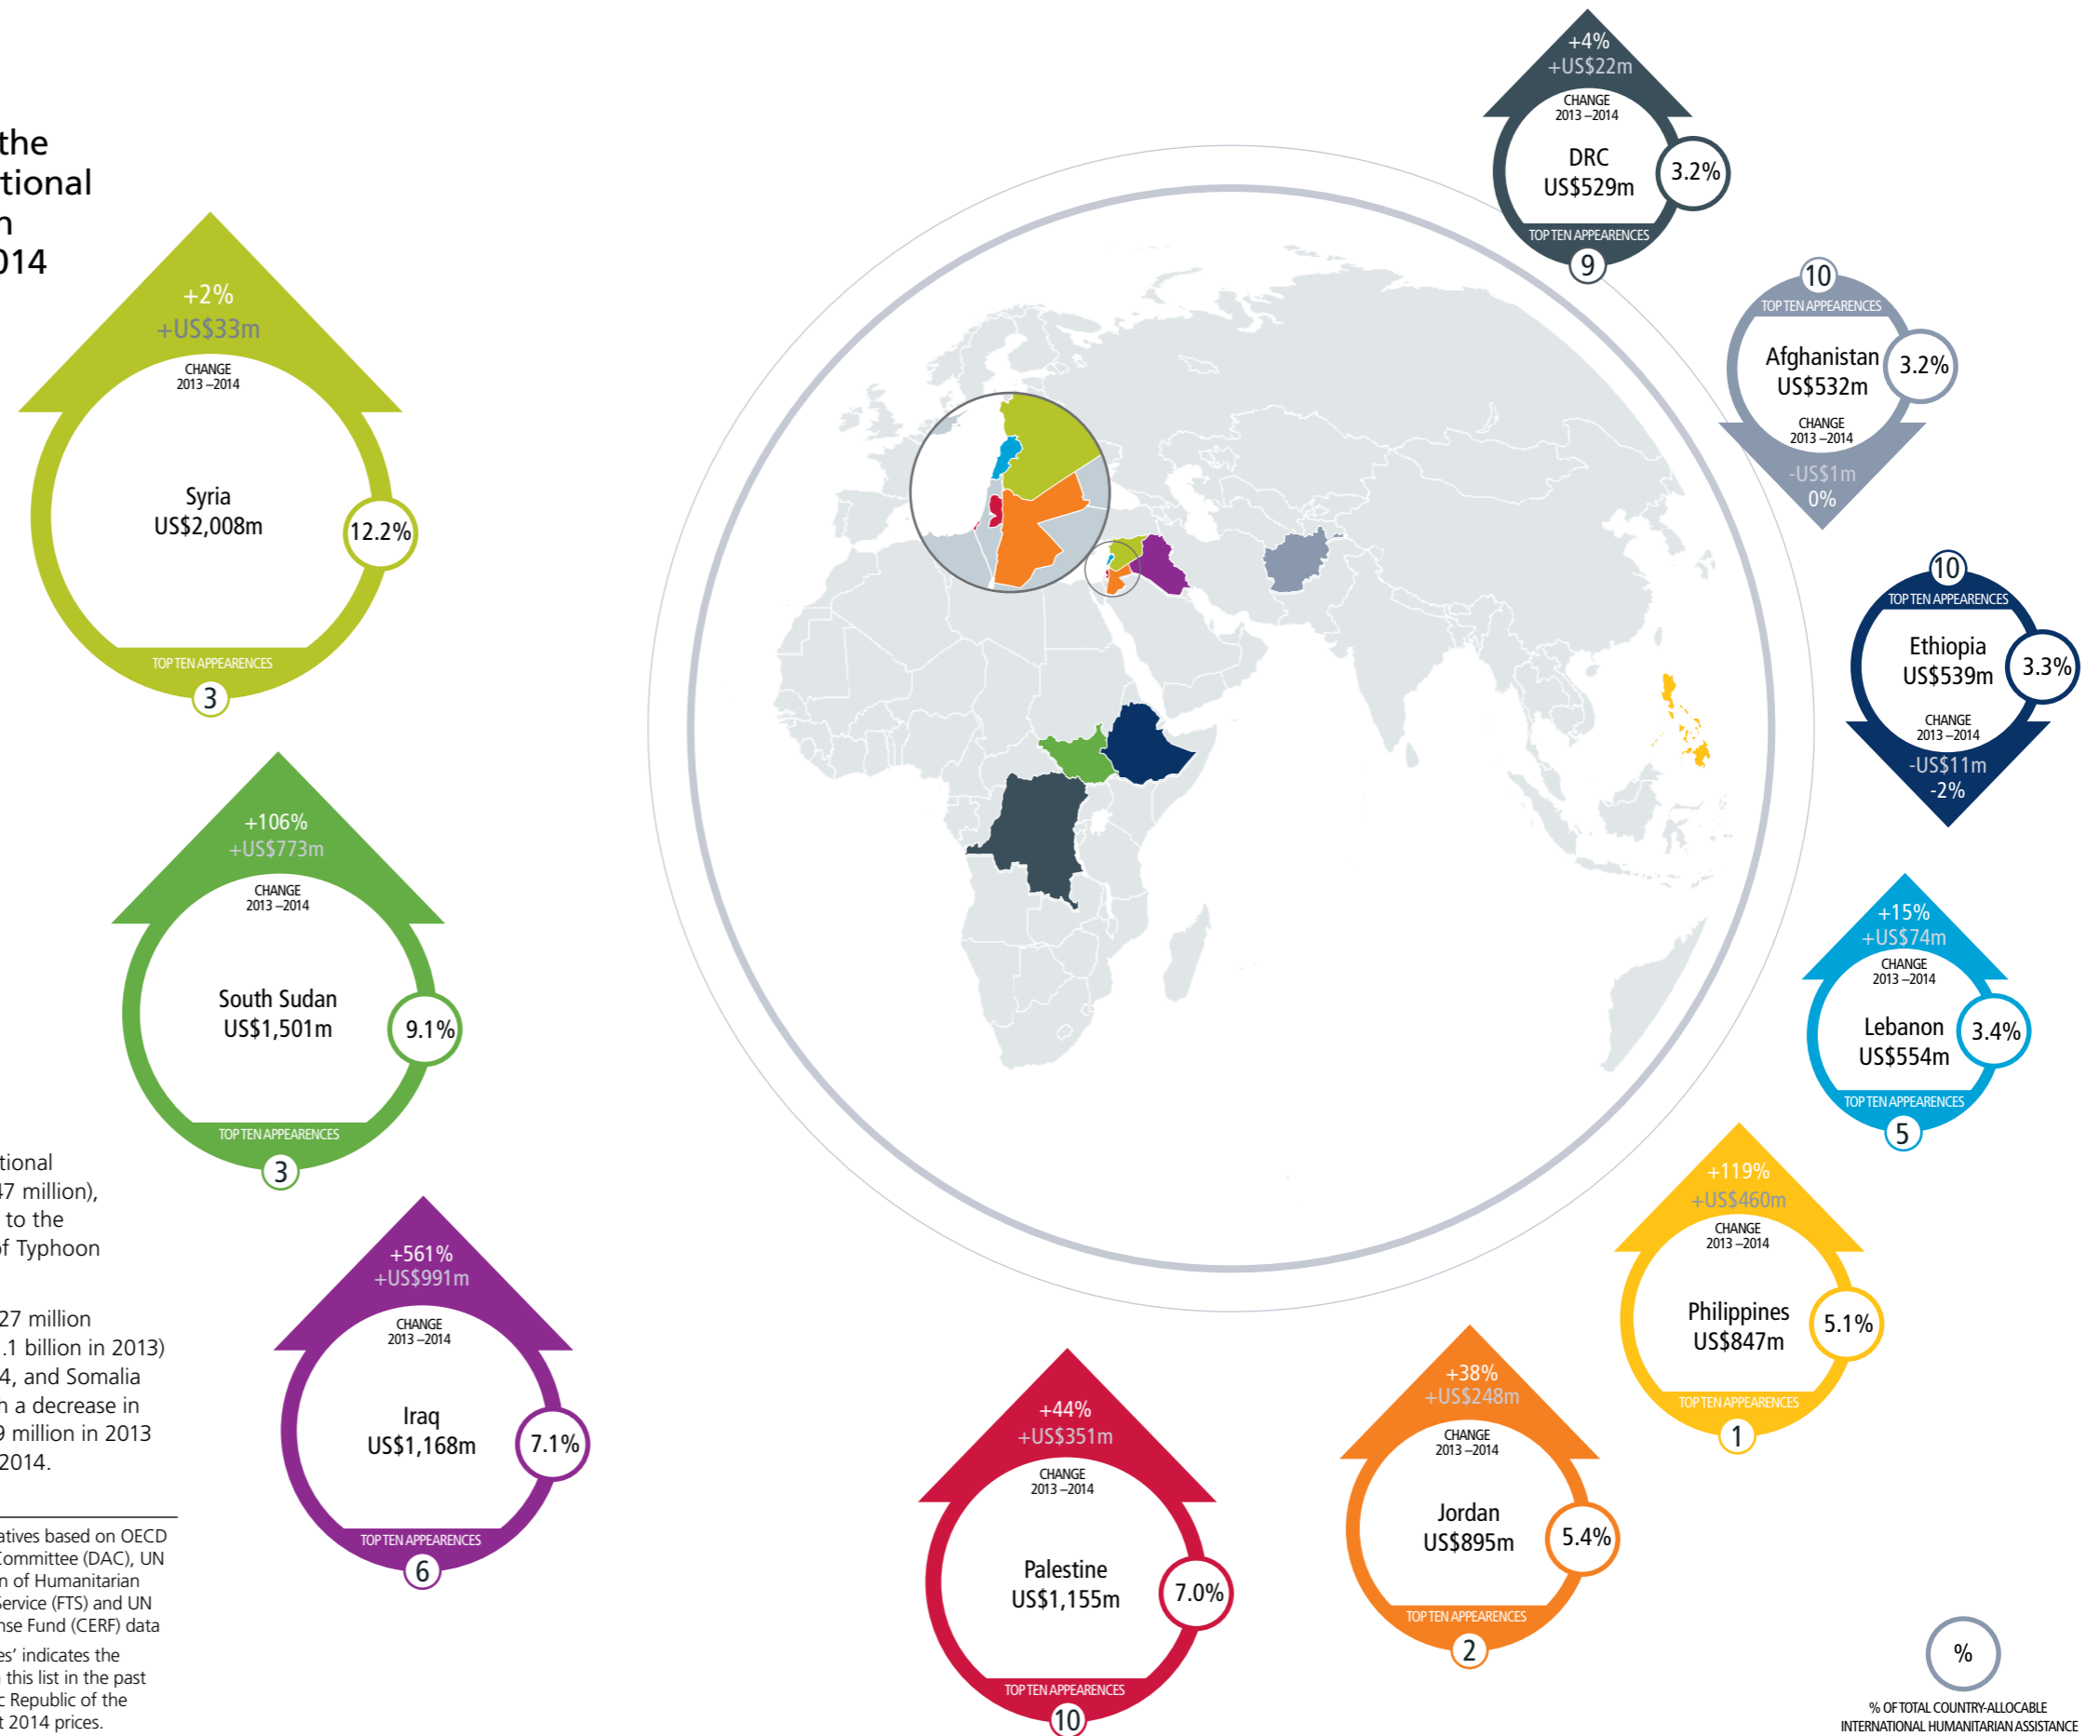 the
tional
014
+2%
+US$33m
CHANGE
2013 –2014
Syria
US$2,008m
12.2%
TOP TEN APPEARENCES
3
+106%
+US$773m
CHANGE
2013 –2014
South Sudan
US$1,501m
9.1%
TOP TEN APPEARENCES
3
tional
47 million),
to the
of Typhoon
27 million
.1 billion in 2013)
4, and Somalia
h a decrease in
9 million in 2013
2014.
atives based on OECD
Committee (DAC), UN
n of Humanitarian
Service (FTS) and UN
nse Fund (CERF) data
es’ indicates the
this list in the past
c Republic of the
t 2014 prices.
+561%
+US$991m
CHANGE
2013 –2014
Iraq
US$1,168m
7.1%
TOP TEN APPEARENCES
6
+44%
+US$351m
CHANGE
2013 –2014
Palestine
US$1,155m
7.0%
TOP TEN APPEARENCES
10
+38%
+US$248m
CHANGE
2013 –2014
Jordan
US$895m
5.4%
TOP TEN APPEARENCES
2
+119%
+US$460m
CHANGE
2013 –2014
Philippines
US$847m
5.1%
TOP TEN APPEARENCES
1
+15%
+US$74m
CHANGE
2013 –2014
Lebanon
US$554m
3.4%
TOP TEN APPEARENCES
5
10
TOP TEN APPEARENCES
Ethiopia
US$539m
3.3%
CHANGE
2013 –2014
-US$11m
-2%
10
TOP TEN APPEARENCES
Afghanistan
US$532m
3.2%
CHANGE
2013 –2014
-US$1m
0%
+4%
+US$22m
CHANGE
2013 –2014
DRC
US$529m
3.2%
TOP TEN APPEARENCES
9
%
% OF TOTAL COUNTRY-ALLOCABLE
INTERNATIONAL HUMANITARIAN ASSISTANCE